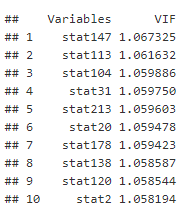 ##    Variables      VIF
## 1    stat147 1.067325
## 2    stat113 1.061632
## 3    stat104 1.059886
## 4     stat31 1.059750
## 5    stat213 1.059603
## 6     stat20 1.059478
## 7    stat178 1.059423
## 8    stat138 1.058587
## 9    stat120 1.058544
## 10     stat2 1.058194